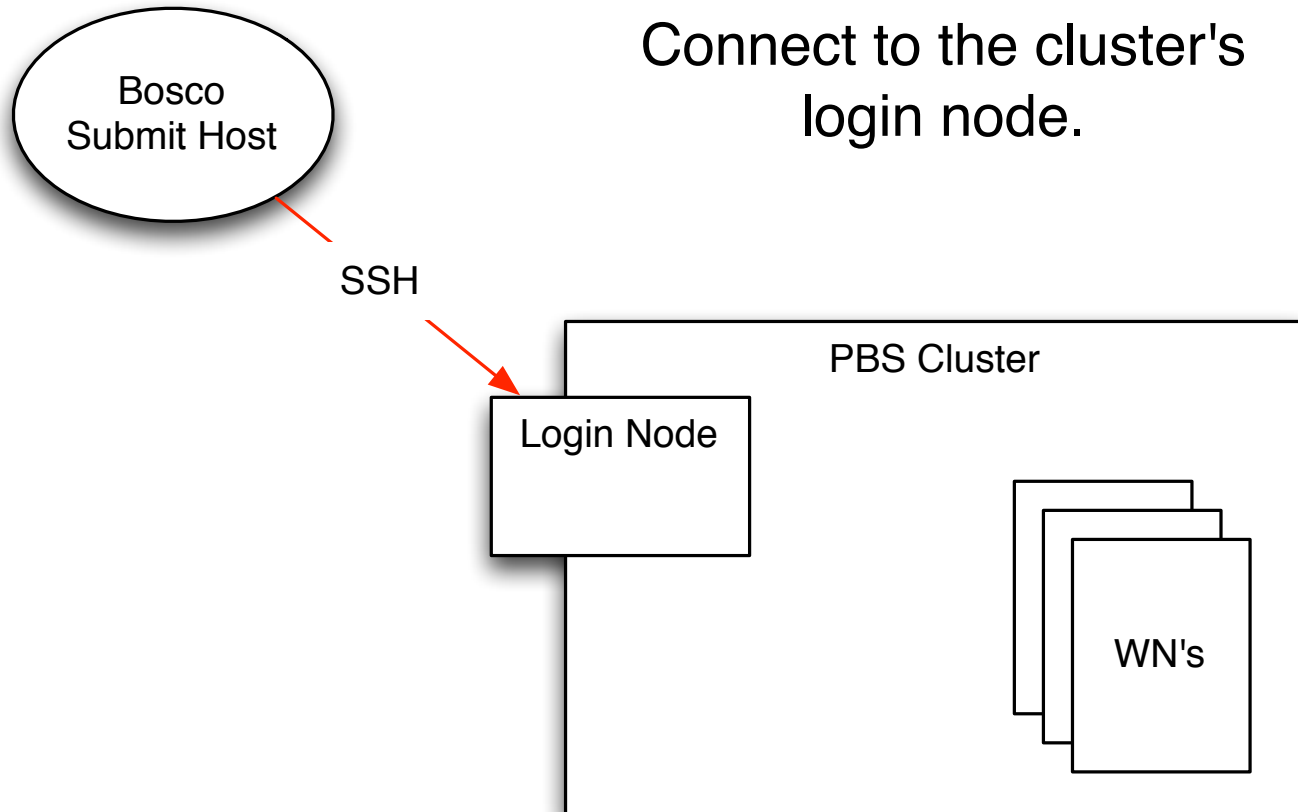 Connect to the cluster's
login node.
Bosco
Submit Host
SSH
PBS Cluster
Login Node
WN's